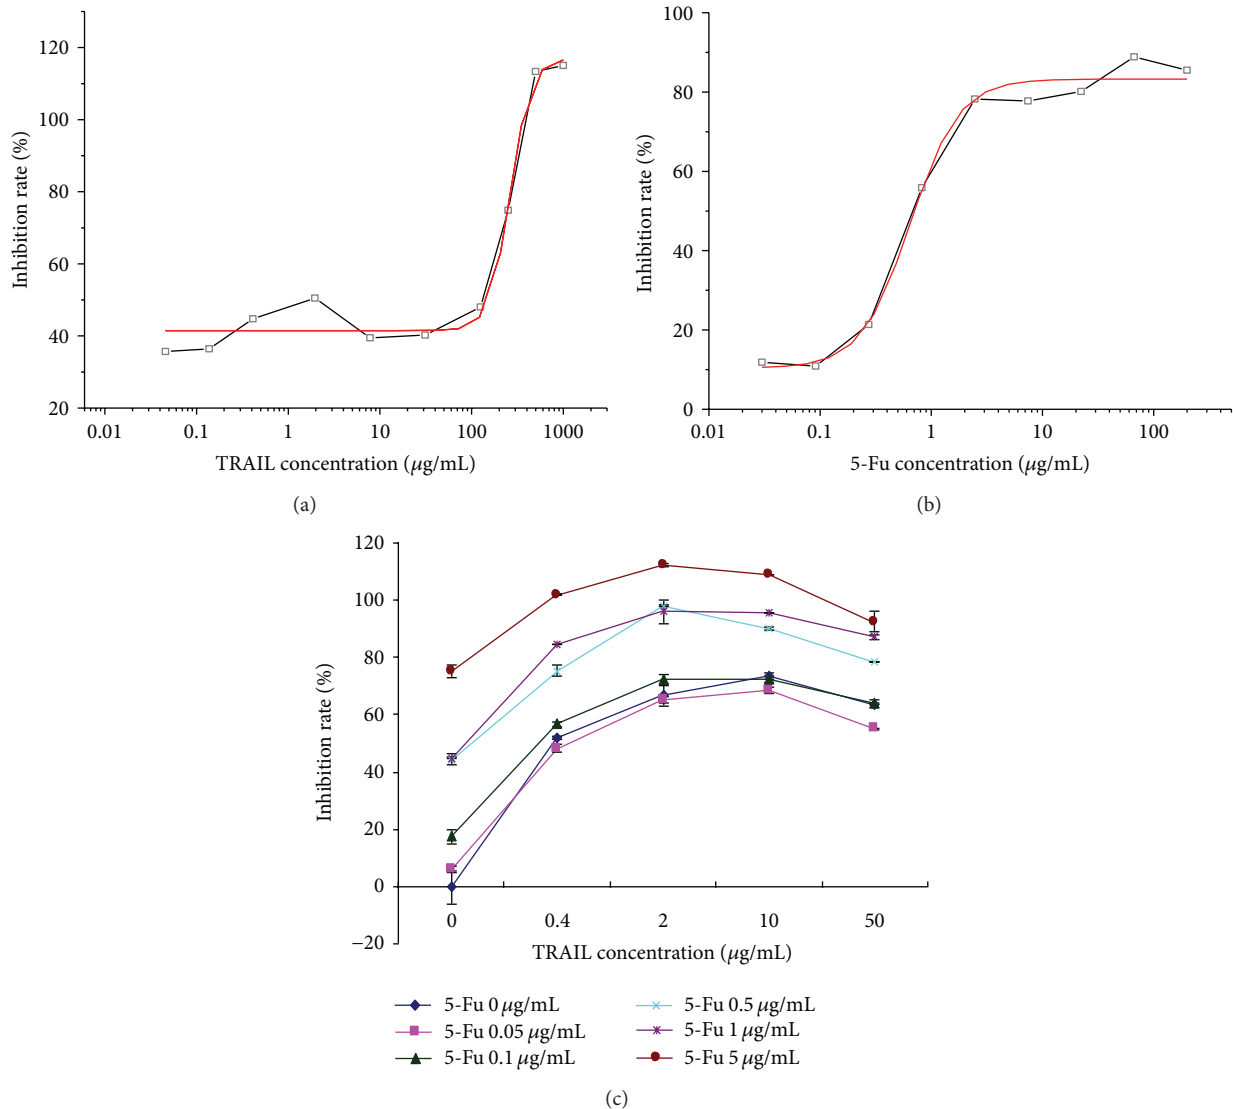 120
100
80
60
40
20
Inhibition rate (%)
0.01 0.1 1 10 100 1000
TRAIL concentration (μg/mL)
(a)
100
80
60
40
20
0
Inhibition rate (%)
0.01 0.1 1 10 100
5-Fu concentration (μg/mL)
(b)
120
100
80
60
40
20
0
−20
Inhibition rate (%)
0 0.4 2 10 50
TRAIL concentration (μg/mL)
5-Fu 0 μg/mL
5-Fu 0.05 μg/mL
5-Fu 0.1 μg/mL
5-Fu 0.5 μg/mL
5-Fu 1 μg/mL
5-Fu 5 μg/mL
(c)